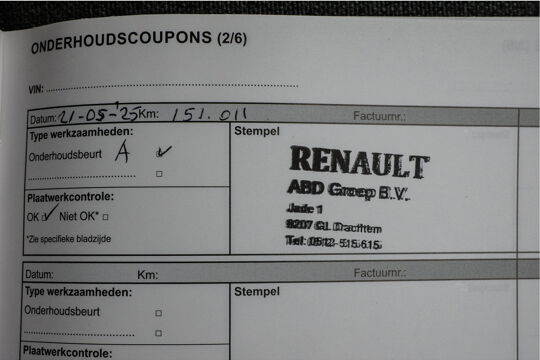 ONDERHOUDSCOUPONS (2/6)
VIN:
Datum: 21-05-'25 Km: 151.011 Factuurnr.:
Type werkzaamheden:
Onderhoudsbeurt A ✓
Plaatwerkcontrole:
OK ✓ Niet OK* □
*Zie specifieke bladzijde
Stempel
RENAULT
ABD Groep B.V.
Jade 1
9207 GL Drachten
Tel: 0512-515615
Datum: Km: Factuurnr.:
Type werkzaamheden:
Onderhoudsbeurt □
□
Plaatwerkcontrole:
Stempel